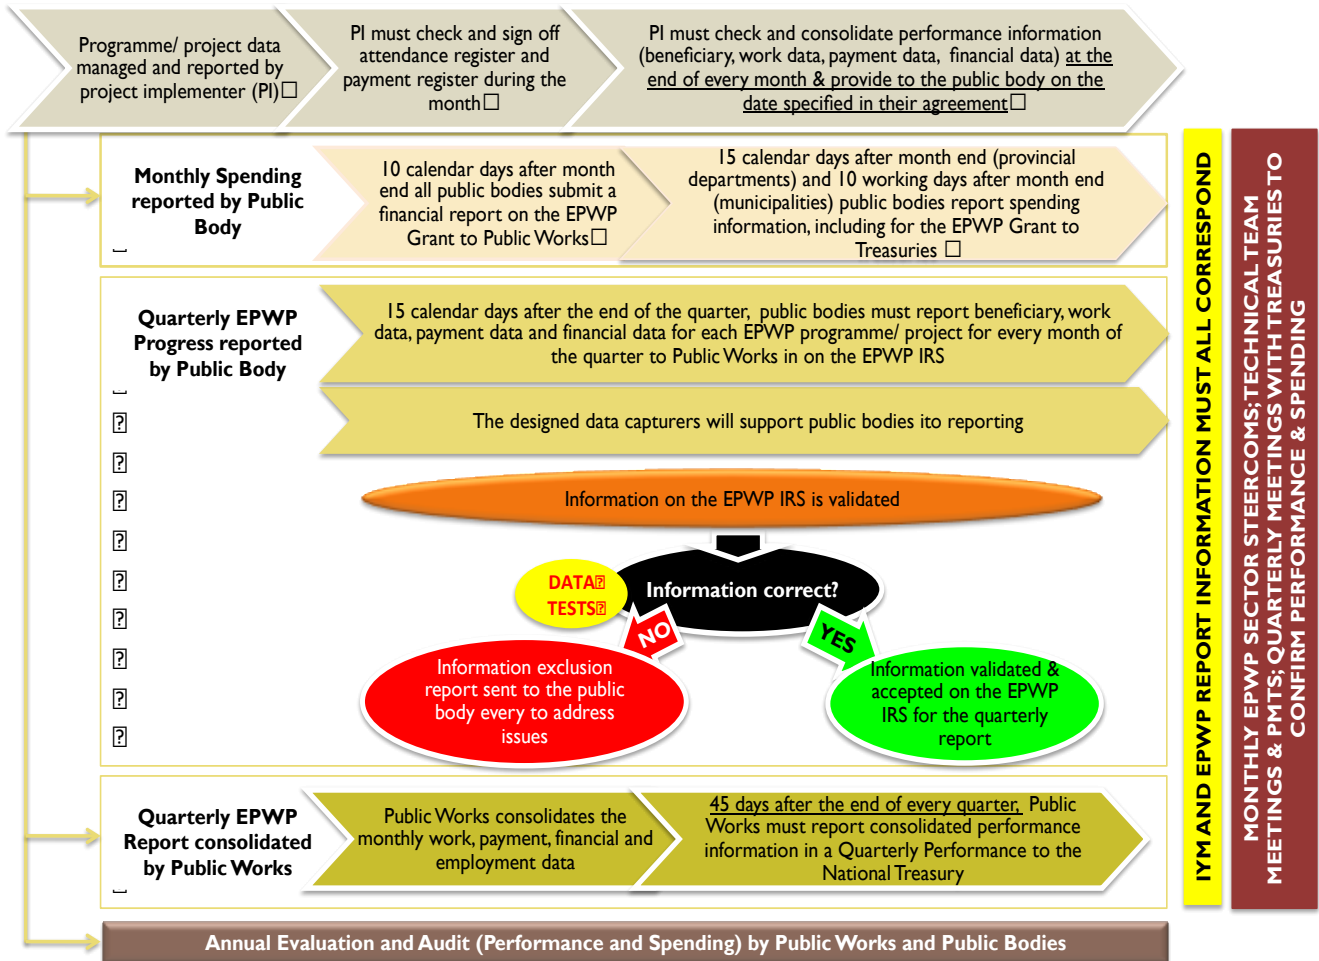 Programme/ project data
managed and reported by
project implementer (PI)□
PI must check and sign off
attendance register and
payment register during the
month□
PI must check and consolidate performance information
(beneficiary, work data, payment data, financial data) at the
end of every month & provide to the public body on the
date specified in their agreement□
Monthly Spending
reported by Public
Body
10 calendar days after month
end all public bodies submit a
financial report on the EPWP
Grant to Public Works□
15 calendar days after month end (provincial
departments) and 10 working days after month end
(municipalities) public bodies report spending
information, including for the EPWP Grant to
Treasuries □
Quarterly EPWP
Progress reported
by Public Body
15 calendar days after the end of the quarter, public bodies must report beneficiary, work
data, payment data and financial data for each EPWP programme/ project for every month of
the quarter to Public Works in on the EPWP IRS
The designed data capturers will support public bodies ito reporting
⍰
⍰
⍰
⍰
⍰
⍰
⍰
⍰
⍰
Information on the EPWP IRS is validated
DATA⍰
TESTS⍰
Information correct?
NO
YES
Information exclusion
report sent to the public
body every to address
issues
Information validated &
accepted on the EPWP
IRS for the quarterly
report
Quarterly EPWP
Report consolidated
by Public Works
Public Works consolidates the
monthly work, payment, financial and
employment data
45 days after the end of every quarter, Public
Works must report consolidated performance
information in a Quarterly Performance to the
National Treasury
Annual Evaluation and Audit (Performance and Spending) by Public Works and Public Bodies
IYM AND EPWP REPORT INFORMATION MUST ALL CORRESPOND
MONTHLY EPWP SECTOR STEERCOMS; TECHNICAL TEAM
MEETINGS & PMTS; QUARTERLY MEETINGS WITH TREASURIES TO
CONFIRM PERFORMANCE & SPENDING